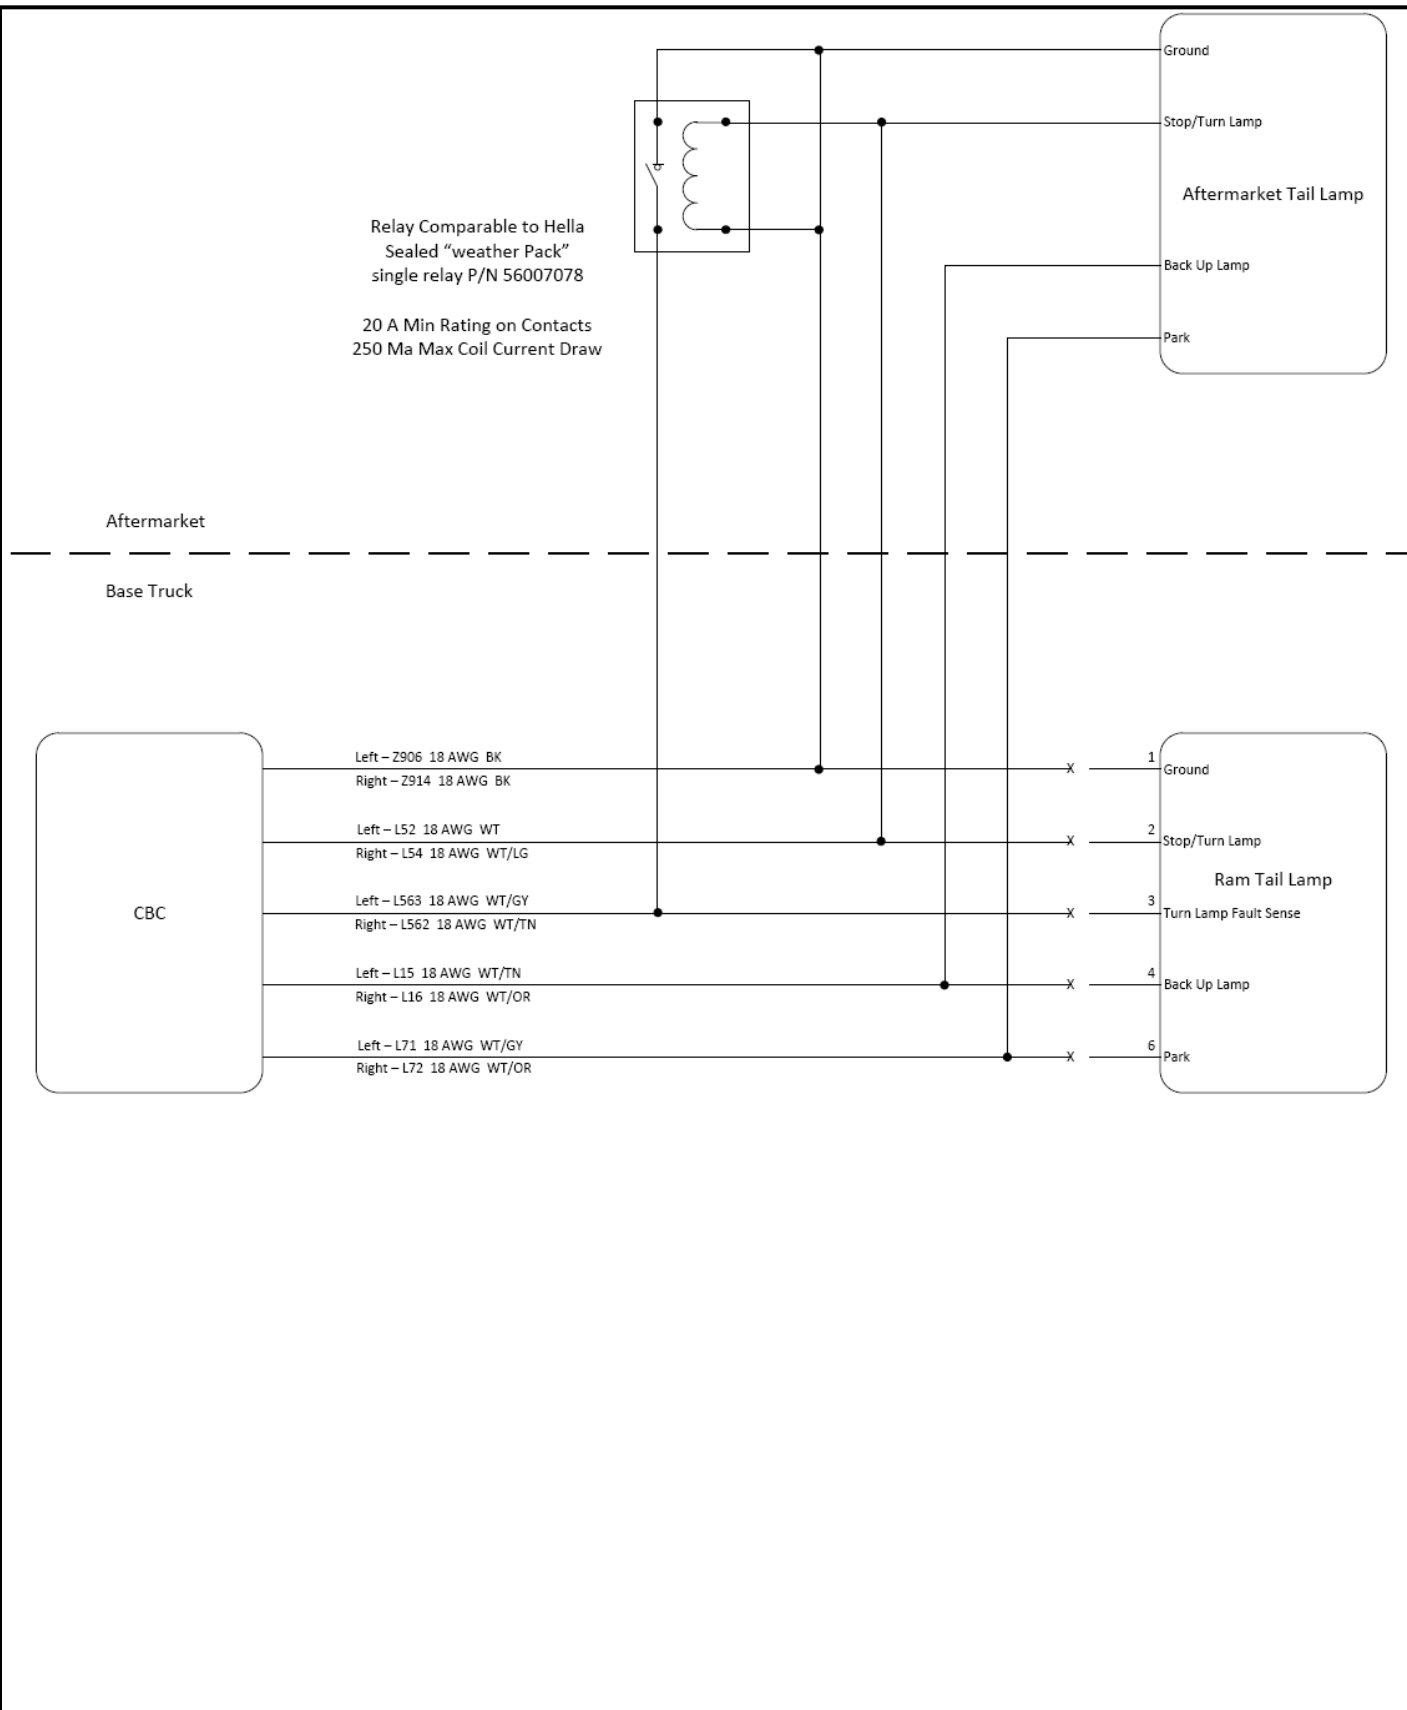 Ground
Stop/Turn Lamp
Aftermarket Tail Lamp
Back Up Lamp
Park
Relay Comparable to Hella
Sealed “weather Pack”
single relay P/N 56007078
20 A Min Rating on Contacts
250 Ma Max Coil Current Draw
Aftermarket
Base Truck
CBC
Left – Z906 18 AWG BK
Right – Z914 18 AWG BK
Left – L52 18 AWG WT
Right – L54 18 AWG WT/LG
Left – L563 18 AWG WT/GY
Right – L562 18 AWG WT/TN
Left – L15 18 AWG WT/TN
Right – L16 18 AWG WT/OR
Left – L71 18 AWG WT/GY
Right – L72 18 AWG WT/OR
X
X
X
X
X
1 Ground
2 Stop/Turn Lamp
Ram Tail Lamp
3 Turn Lamp Fault Sense
4 Back Up Lamp
6 Park